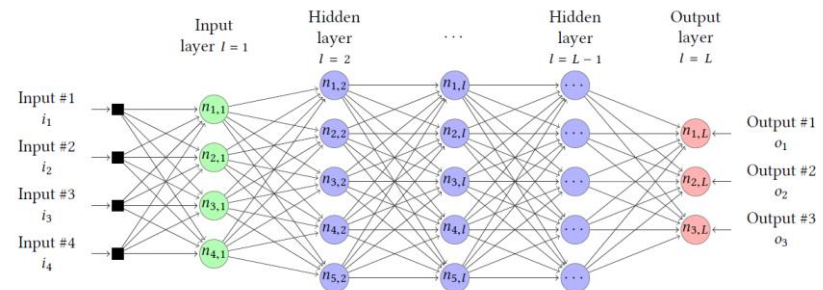 Input
layer l = 1
Hidden
layer
l = 2
· · ·
Hidden
layer
l = L−1
Output
layer
l = L
Input #1
i1
Input #2
i2
Input #3
i3
Input #4
i4
n1,1
n2,1
n3,1
n4,1
n1,2
n2,2
n3,2
n4,2
n5,2
n1,l
n2,l
n3,l
n4,l
n5,l
· · ·
· · ·
· · ·
· · ·
· · ·
n1,L
n2,L
n3,L
Output #1
o1
Output #2
o2
Output #3
o3